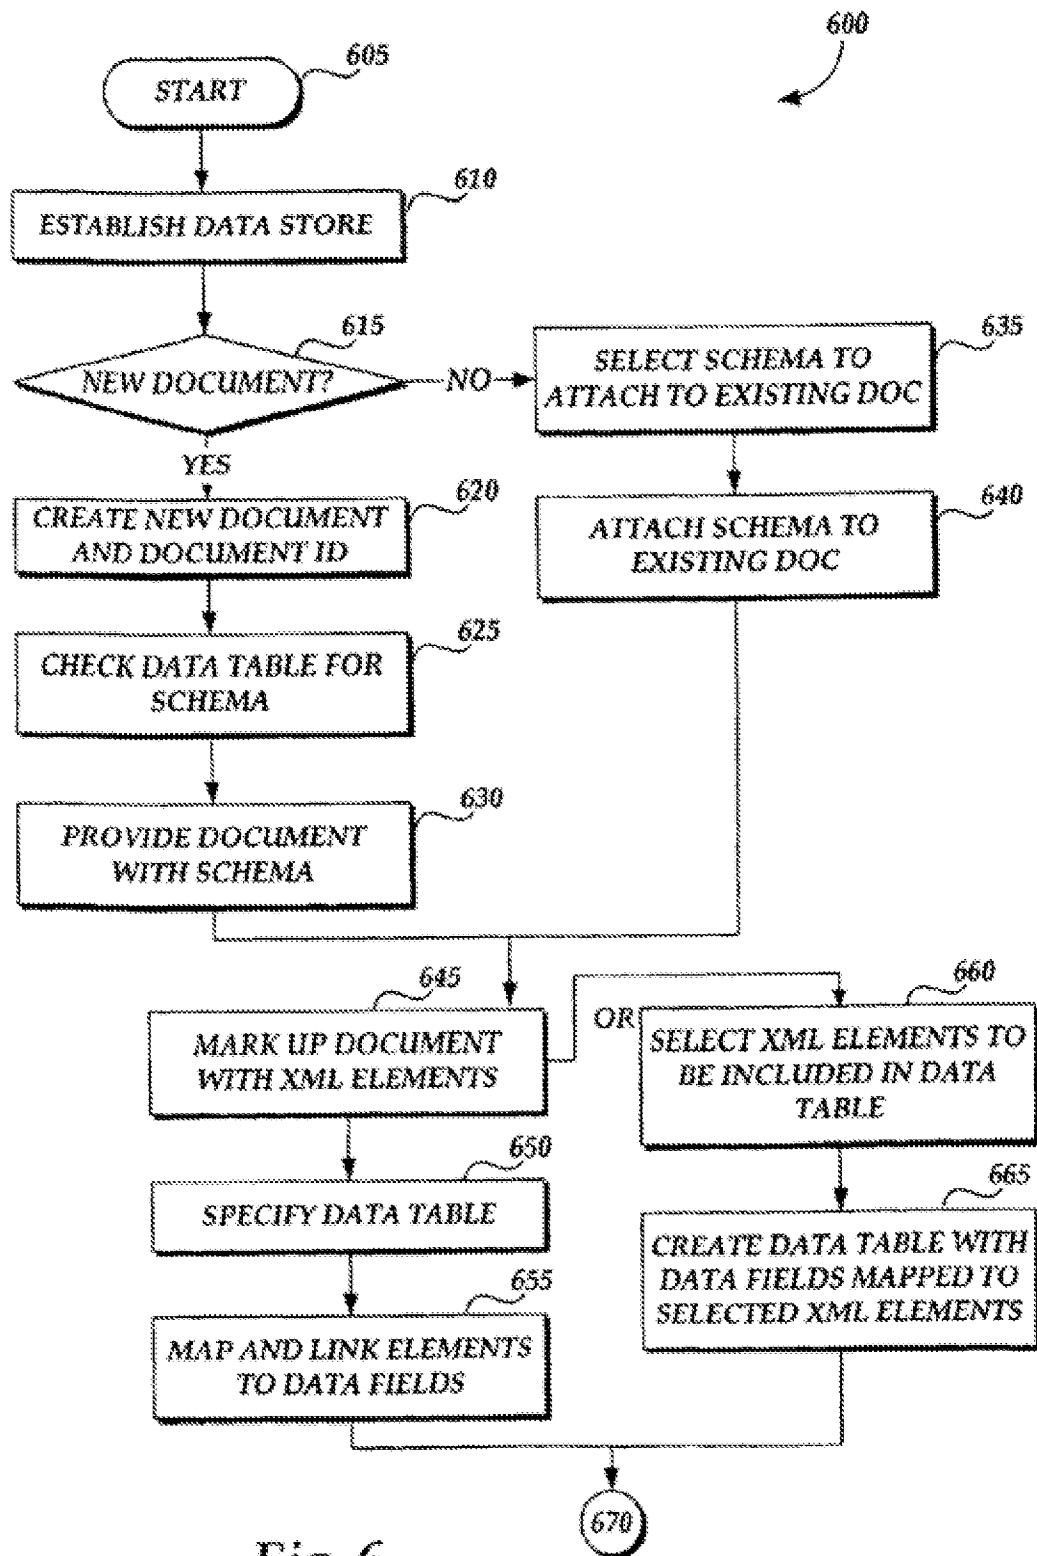 600
605
START
610
ESTABLISH DATA STORE
615
NEW DOCUMENT?
NO
635
SELECT SCHEMA TO
ATTACH TO EXISTING DOC
YES
620
CREATE NEW DOCUMENT
AND DOCUMENT ID
640
ATTACH SCHEMA TO
EXISTING DOC
625
CHECK DATA TABLE FOR
SCHEMA
630
PROVIDE DOCUMENT
WITH SCHEMA
645
MARK UP DOCUMENT
WITH XML ELEMENTS
OR
660
SELECT XML ELEMENTS TO
BE INCLUDED IN DATA
TABLE
650
SPECIFY DATA TABLE
665
CREATE DATA TABLE WITH
DATA FIELDS MAPPED TO
SELECTED XML ELEMENTS
655
MAP AND LINK ELEMENTS
TO DATA FIELDS
670
Fig. 6